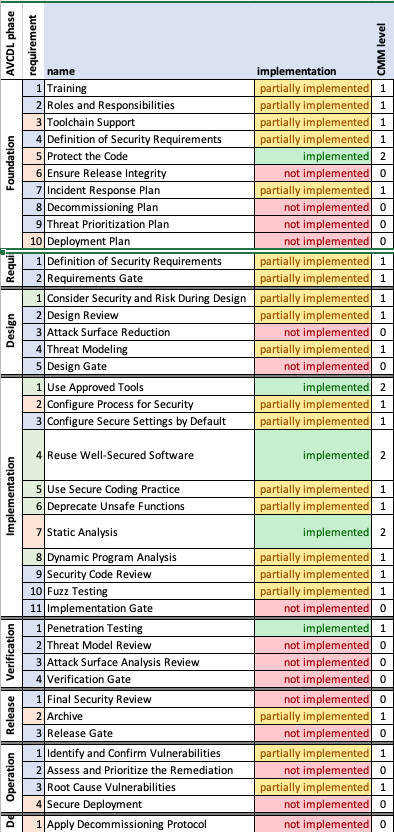 AVCDL phase requirement name implementation CMM level
Foundation
1 Training partially implemented 1
2 Roles and Responsibilities partially implemented 1
3 Toolchain Support partially implemented 1
4 Definition of Security Requirements partially implemented 1
5 Protect the Code implemented 2
6 Ensure Release Integrity not implemented 0
7 Incident Response Plan partially implemented 1
8 Decommissioning Plan not implemented 0
9 Threat Prioritization Plan not implemented 0
10 Deployment Plan not implemented 0
Requi
1 Definition of Security Requirements partially implemented 1
2 Requirements Gate partially implemented 1
Design
1 Consider Security and Risk During Design partially implemented 1
2 Design Review partially implemented 1
3 Attack Surface Reduction not implemented 0
4 Threat Modeling partially implemented 1
5 Design Gate not implemented 0
Implementation
1 Use Approved Tools implemented 2
2 Configure Process for Security partially implemented 1
3 Configure Secure Settings by Default partially implemented 1
4 Reuse Well-Secured Software implemented 2
5 Use Secure Coding Practice partially implemented 1
6 Deprecate Unsafe Functions partially implemented 1
7 Static Analysis implemented 2
8 Dynamic Program Analysis partially implemented 1
9 Security Code Review partially implemented 1
10 Fuzz Testing partially implemented 1
11 Implementation Gate not implemented 0
Verification
1 Penetration Testing implemented 1
2 Threat Model Review not implemented 0
3 Attack Surface Analysis Review not implemented 0
4 Verification Gate not implemented 0
Release
1 Final Security Review not implemented 0
2 Archive partially implemented 1
3 Release Gate not implemented 0
Operation
1 Identify and Confirm Vulnerabilities partially implemented 1
2 Assess and Prioritize the Remediation not implemented 0
3 Root Cause Vulnerabilities partially implemented 1
4 Secure Deployment not implemented 0
De
1 Apply Decommissioning Protocol not implemented 0